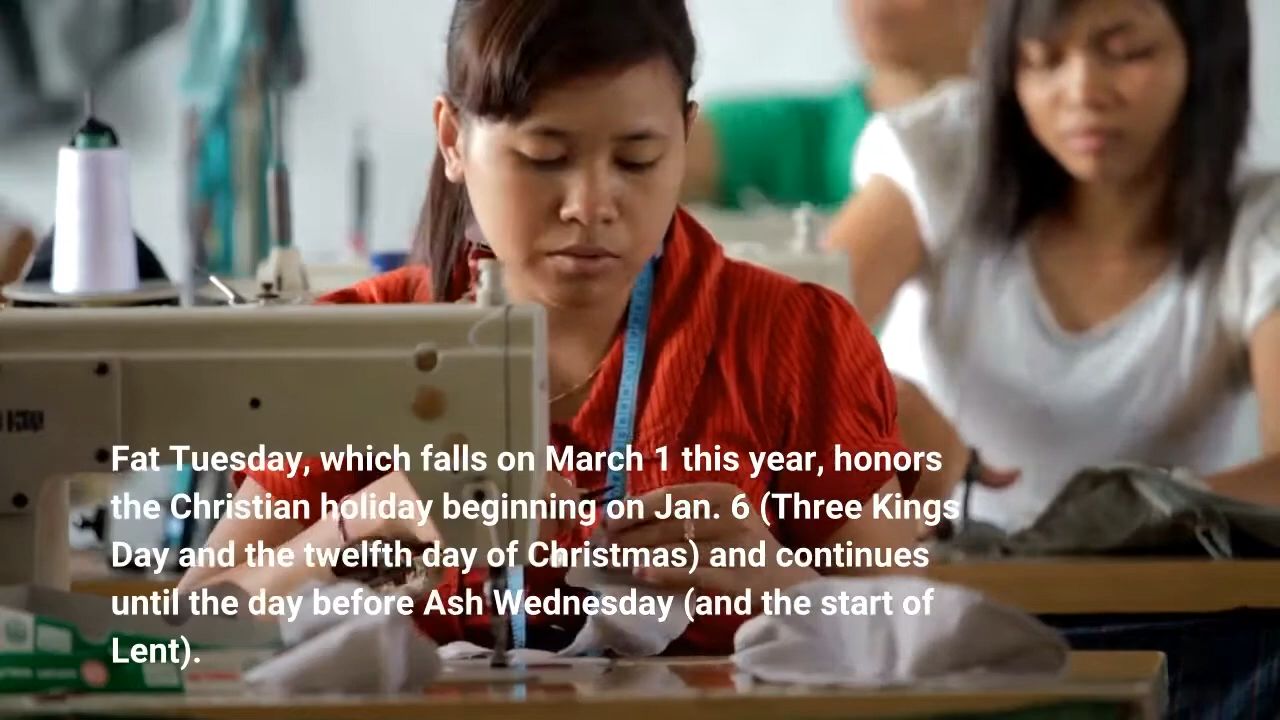 Fat Tuesday, which falls on March 1 this year, honors
the Christian holiday beginning on Jan. 6 (Three Kings
Day and the twelfth day of Christmas) and continues
until the day before Ash Wednesday (and the start of
Lent).